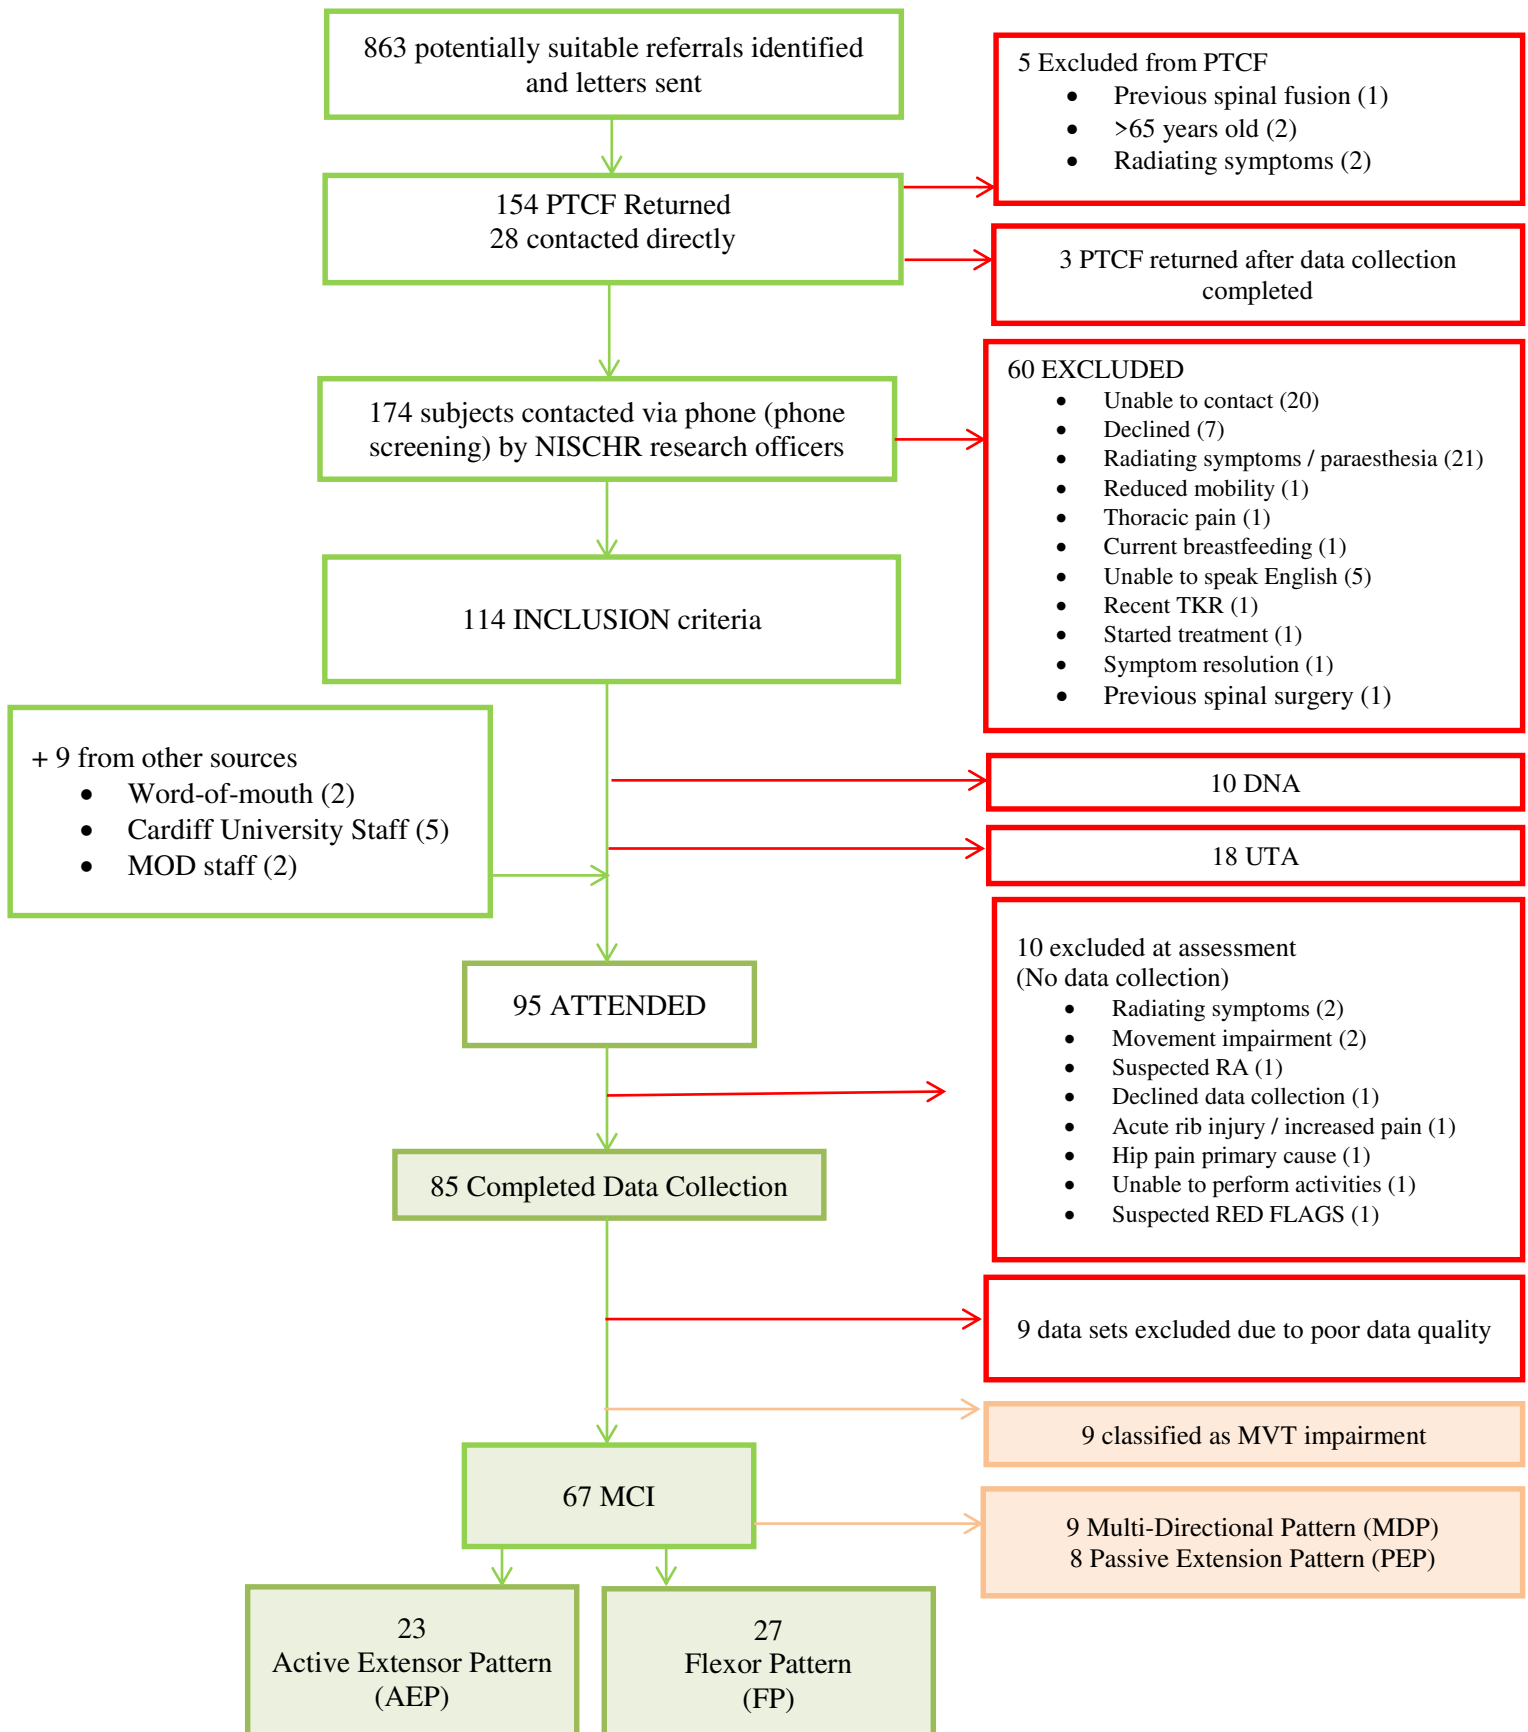 863 potentially suitable referrals identified
and letters sent
5 Excluded from PTCF
• Previous spinal fusion (1)
• >65 years old (2)
• Radiating symptoms (2)
154 PTCF Returned
28 contacted directly
3 PTCF returned after data collection
completed
174 subjects contacted via phone (phone
screening) by NISCHR research officers
60 EXCLUDED
• Unable to contact (20)
• Declined (7)
• Radiating symptoms / paraesthesia (21)
• Reduced mobility (1)
• Thoracic pain (1)
• Current breastfeeding (1)
• Unable to speak English (5)
• Recent TKR (1)
• Started treatment (1)
• Symptom resolution (1)
• Previous spinal surgery (1)
114 INCLUSION criteria
+ 9 from other sources
• Word-of-mouth (2)
• Cardiff University Staff (5)
• MOD staff (2)
10 DNA
18 UTA
95 ATTENDED
10 excluded at assessment
(No data collection)
• Radiating symptoms (2)
• Movement impairment (2)
• Suspected RA (1)
• Declined data collection (1)
• Acute rib injury / increased pain (1)
• Hip pain primary cause (1)
• Unable to perform activities (1)
• Suspected RED FLAGS (1)
85 Completed Data Collection
9 data sets excluded due to poor data quality
9 classified as MVT impairment
67 MCI
9 Multi-Directional Pattern (MDP)
8 Passive Extension Pattern (PEP)
23
Active Extensor Pattern
(AEP)
27
Flexor Pattern
(FP)